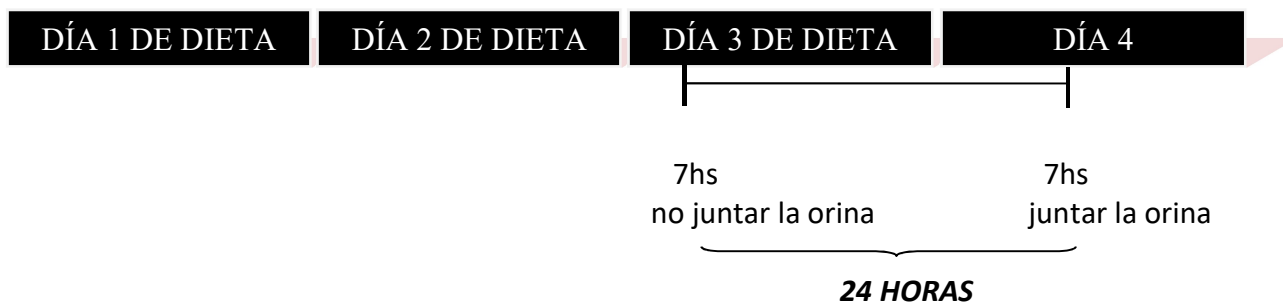 DÍA 1 DE DIETA DÍA 2 DE DIETA DÍA 3 DE DIETA DÍA 4
7hs 7hs
no juntar la orina juntar la orina
24 HORAS